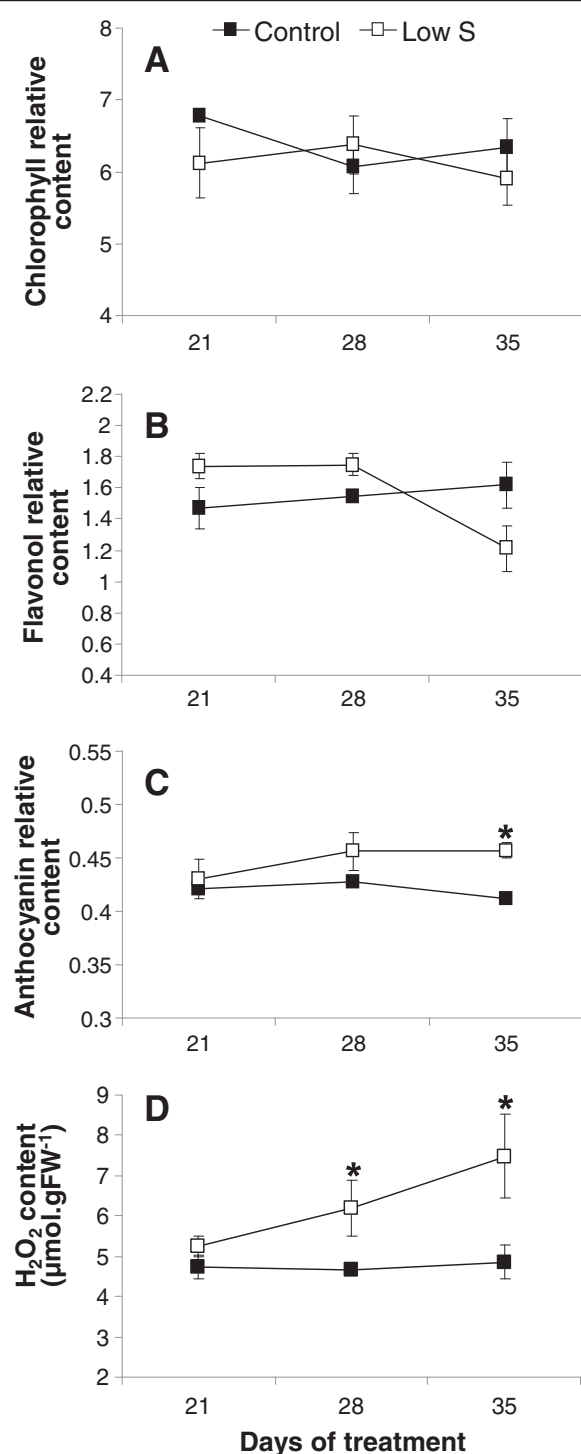 Control Low S
A
Chlorophyll relative
content
8
7
6
5
4
21 28 35
B
Flavonol relative
content
2.2
2
1.8
1.6
1.4
1.2
1
0.8
0.6
0.4
21 28 35
C
Anthocyanin relative
content
0.55
0.5
0.45
0.4
0.35
0.3
*
21 28 35
D
H₂O₂ content
(µmol.gFW⁻¹)
9
8
7
6
5
4
3
2
* *
21 28 35
Days of treatment